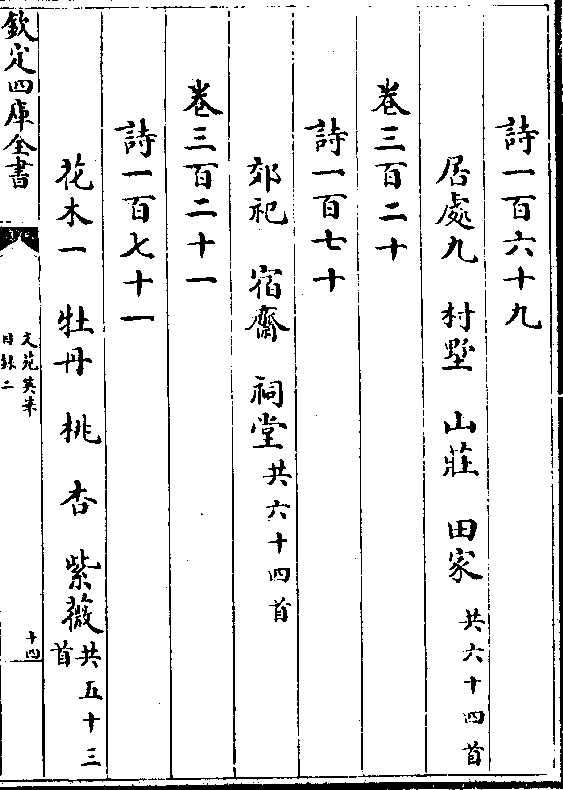 詩一百六十九
居處九 村墅 山莊 田家 共六十四首
卷三百二十
詩一百七十
郊祀 宿齋 祠堂 共六十四首
卷三百二十一
詩一百七十一
花木一 牡丹 桃 杏 紫薇 共五十三首
欽定四庫全書
文苑英華
目録二
十四